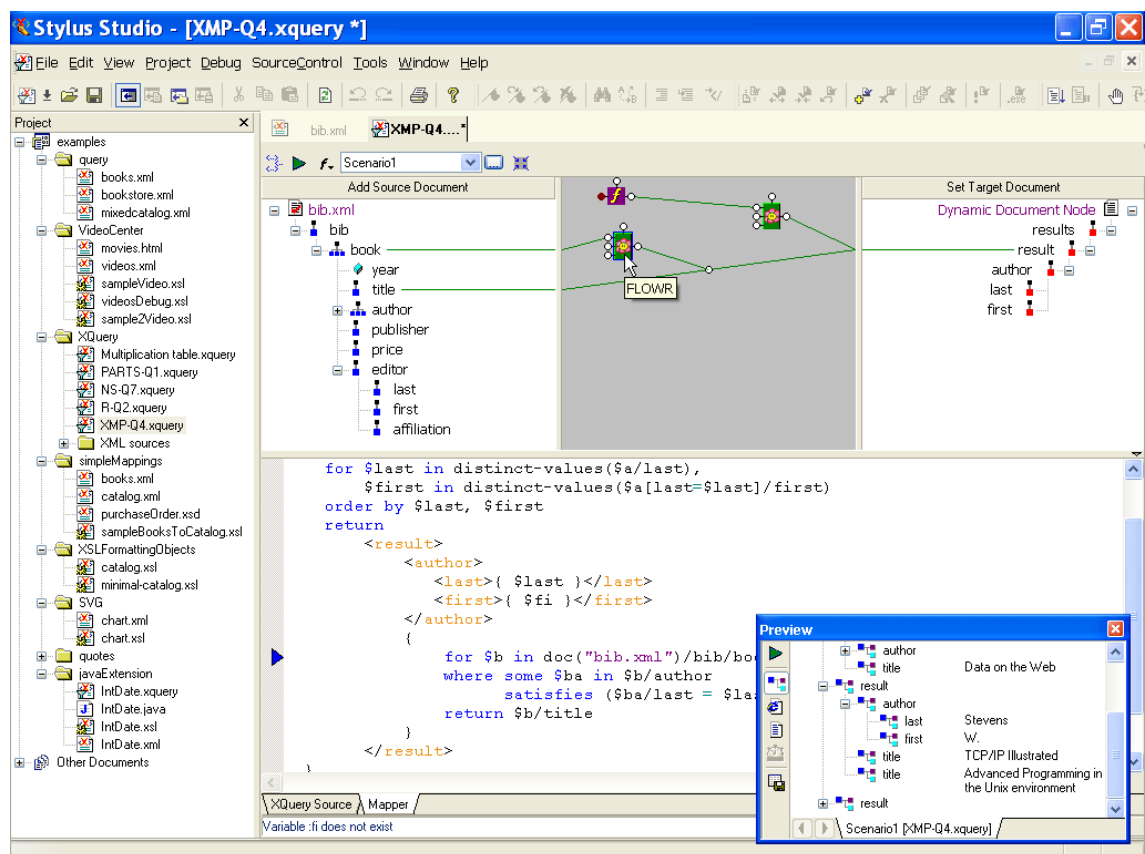 Stylus Studio - [XMP-Q4.xquery *]
File Edit View Project Debug SourceControl Tools Window Help
Project
examples
query
books.xml
bookstore.xml
mixedcatalog.xml
VideoCenter
movies.html
videos.xml
sampleVideo.xsl
videosDebug.xsl
sample2Video.xsl
XQuery
Multiplication table.xquery
PARTS-Q1.xquery
NS-Q7.xquery
R-Q2.xquery
XMP-Q4.xquery
XML sources
simpleMappings
books.xml
catalog.xml
purchaseOrder.xsd
sampleBooksToCatalog.xsl
XSLFormattingObjects
catalog.xsl
minimal-catalog.xsl
SVG
chart.xml
chart.xsl
quotes
javaExtension
IntDate.xquery
IntDate.java
IntDate.xsl
IntDate.xml
Other Documents
bib.xml XMP-Q4....*
Scenario1
Add Source Document
bib.xml
bib
book
year
title
author
publisher
price
editor
last
first
affiliation
FLOWR
Set Target Document
Dynamic Document Node
results
result
author
last
first
for $last in distinct-values($a/last),
$first in distinct-values($a[last=$last]/first)
order by $last, $first
return
<result>
<author>
<last>{ $last }</last>
<first>{ $fi }</first>
</author>
{
for $b in doc("bib.xml")/bib/boo
where some $ba in $b/author
satisfies ($ba/last = $las
return $b/title
}
</result>
}
XQuery Source Mapper
Variable :fi does not exist
Preview
author
title Data on the Web
result
author
last Stevens
first W.
title TCP/IP Illustrated
title Advanced Programming in
the Unix environment
result
Scenario1 [XMP-Q4.xquery]